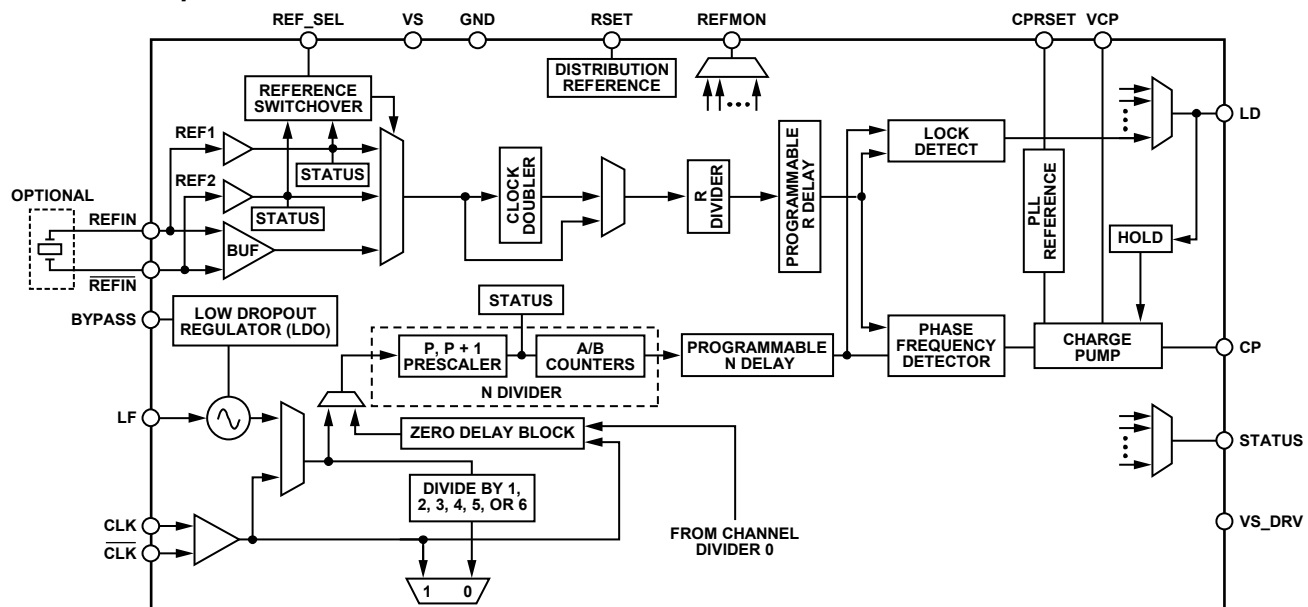 REF_SEL
VS
GND
RSET
REFMON
CPRSET
VCP
DISTRIBUTION
REFERENCE
REFERENCE
SWITCHOVER
REF1
REF2
STATUS
STATUS
OPTIONAL
REFIN
REFIN
BUF
CLOCK
DOUBLER
R
DIVIDER
PROGRAMMABLE
R DELAY
LOCK
DETECT
PLL
REFERENCE
HOLD
LD
BYPASS
LOW DROPOUT
REGULATOR (LDO)
STATUS
P, P + 1
PRESCALER
A/B
COUNTERS
N DIVIDER
PROGRAMMABLE
N DELAY
PHASE
FREQUENCY
DETECTOR
CHARGE
PUMP
CP
LF
ZERO DELAY BLOCK
STATUS
DIVIDE BY 1,
2, 3, 4, 5, OR 6
CLK
CLK
FROM CHANNEL
DIVIDER 0
VS_DRV
1 0